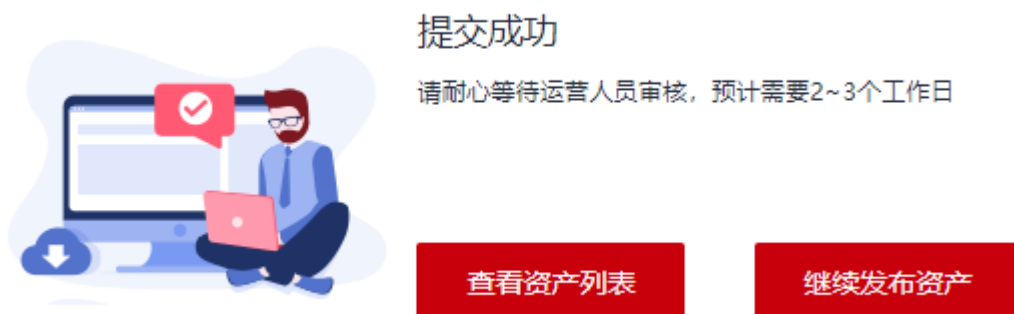 提交成功
请耐心等待运营人员审核，预计需要2~3个工作日
查看资产列表
继续发布资产